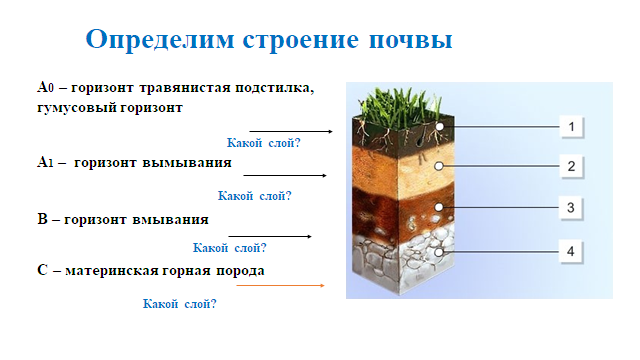 Определим строение почвы
А0 – горизонт травянистая подстилка,
гумусовый горизонт
Какой слой?
А1 – горизонт вымывания
Какой слой?
В – горизонт вмывания
Какой слой?
С – материнская горная порода
Какой слой?
1
2
3
4